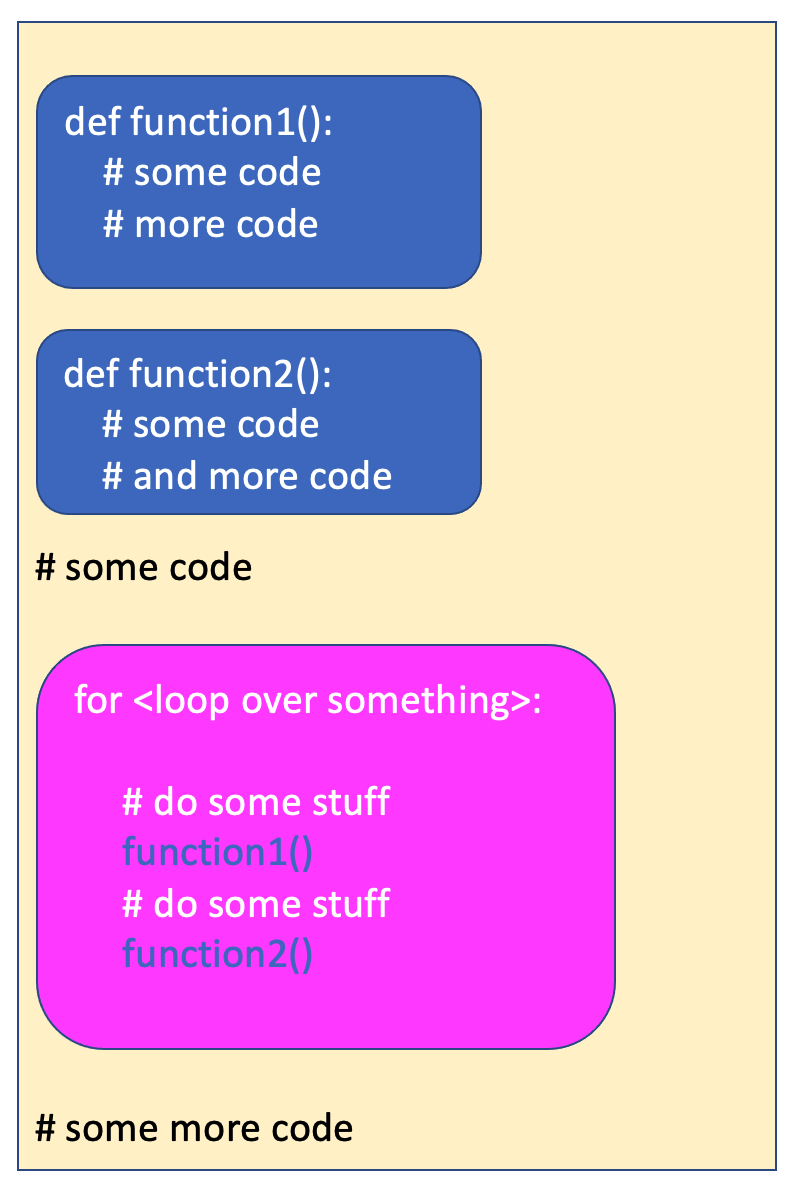 def function1():
# some code
# more code
def function2():
# some code
# and more code
# some code
for <loop over something>:
# do some stuff
function1()
# do some stuff
function2()
# some more code